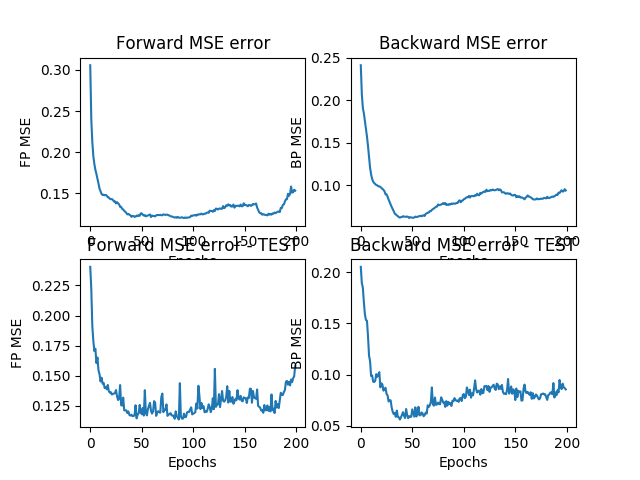 Forward MSE error
Backward MSE error
FP MSE
0.30
0.25
0.20
0.15
BP MSE
0.25
0.20
0.15
0.10
0 50 100 150 200
0 50 100 150 200
Epochs
Epochs
Forward MSE error - TEST
Backward MSE error - TEST
FP MSE
0.225
0.200
0.175
0.150
0.125
BP MSE
0.20
0.15
0.10
0.05
0 50 100 150 200
0 50 100 150 200
Epochs
Epochs